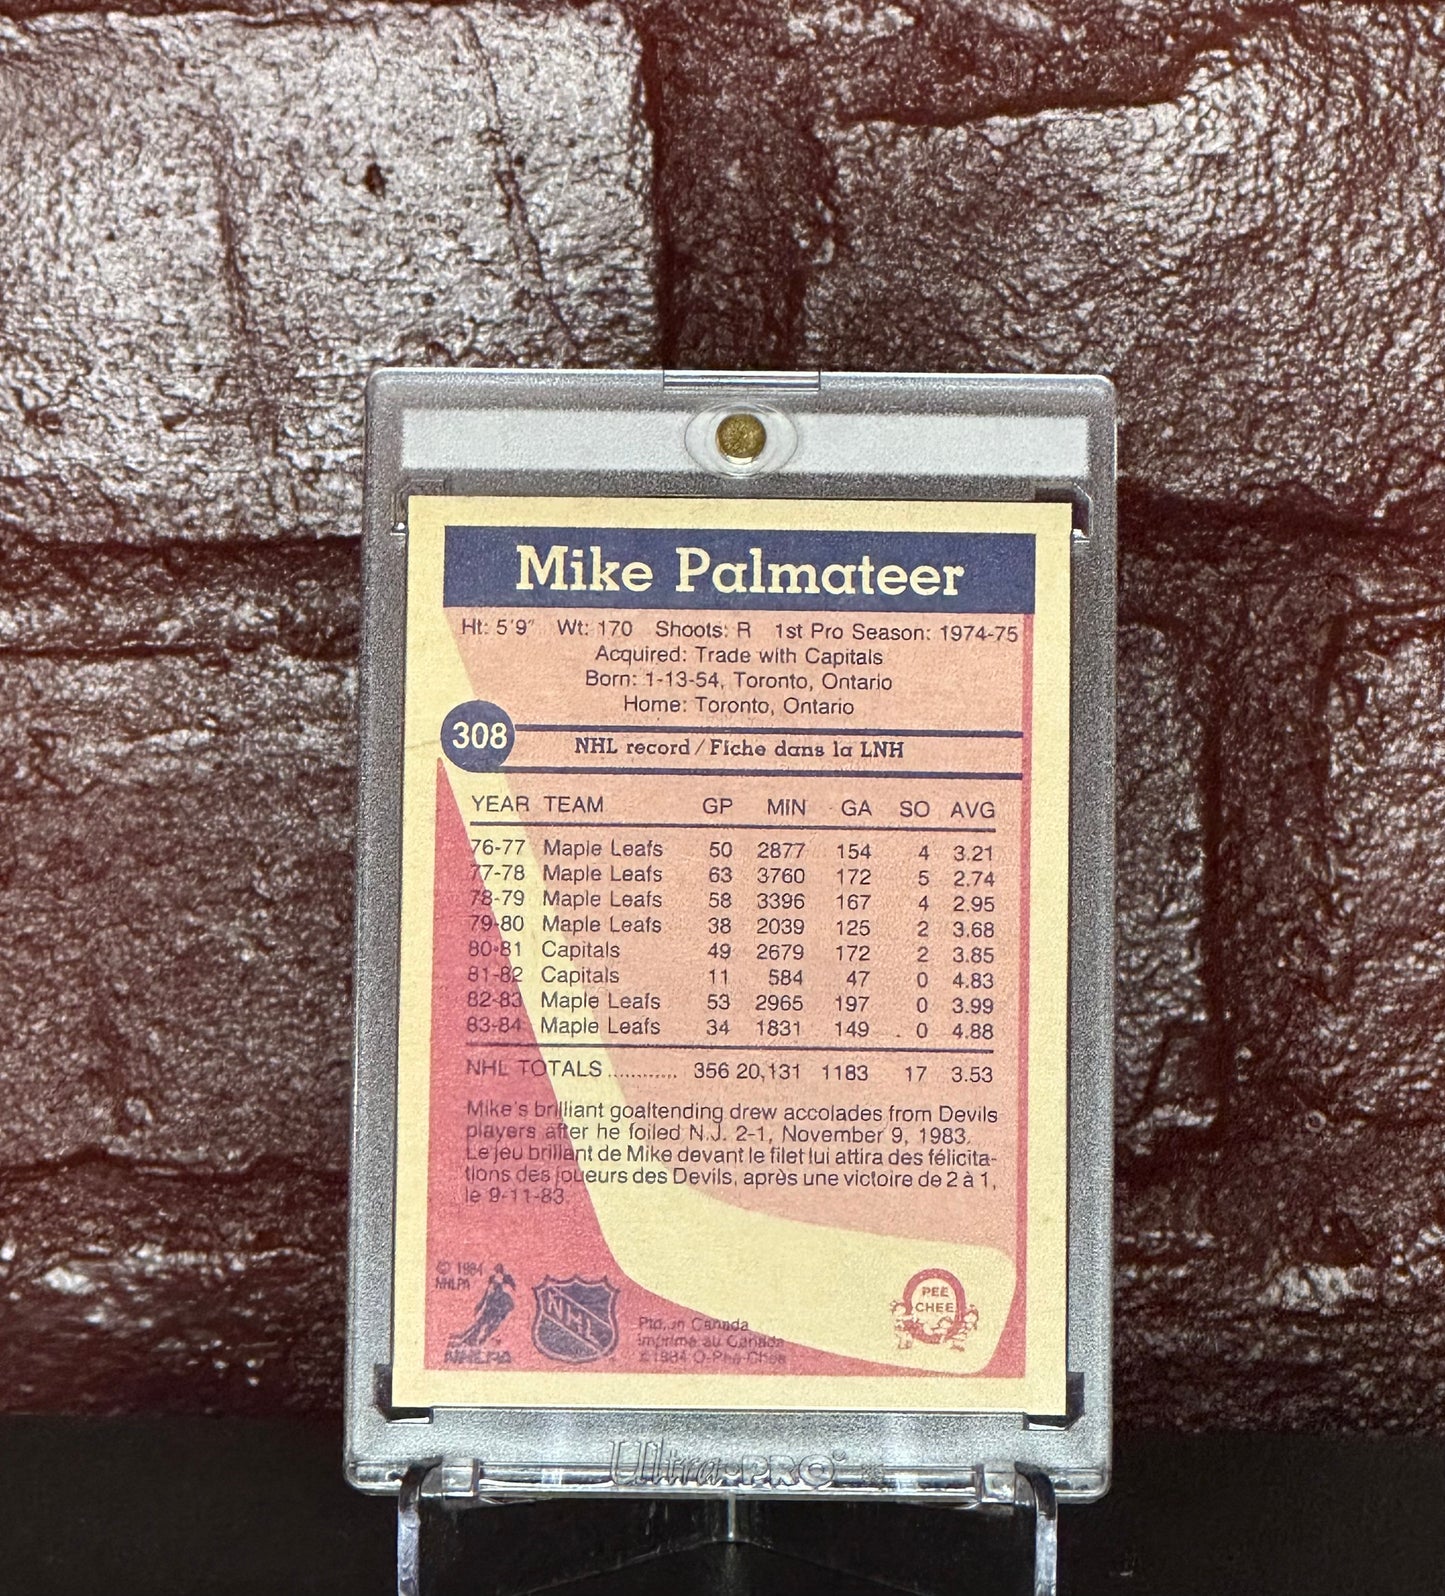 Mike Palmateer
Ht: 5'9" Wt: 170 Shoots: R 1st Pro Season: 1974-75
Acquired: Trade with Capitals
Born: 1-13-54, Toronto, Ontario
Home: Toronto, Ontario
308
NHL record/Fiche dans la LNH
YEAR TEAM GP MIN GA SO AVG
76-77 Maple Leafs 50 2877 154 4 3.21
77-78 Maple Leafs 63 3760 172 5 2.74
78-79 Maple Leafs 58 3396 167 4 2.95
79-80 Maple Leafs 38 2039 125 2 3.68
80-81 Capitals 49 2679 172 2 3.85
81-82 Capitals 11 584 47 0 4.83
82-83 Maple Leafs 53 2965 197 0 3.99
83-84 Maple Leafs 34 1831 149 0 4.88
NHL TOTALS ............ 356 20,131 1183 17 3.53
Mike's brilliant goaltending drew accolades from Devils
players after he foiled N.J. 2-1, November 9, 1983.
Le jeu brillant de Mike devant le filet lui attira des félicita-
tions des joueurs des Devils, après une victoire de 2 à 1,
le 9-11-83.
© 1984
NHLPA
NHLPA
NHL
Ptd. in Canada
Imprimé au Canada
© 1984 O-Pee-Chee
O
PEE
CHEE
Ultra·PRO®